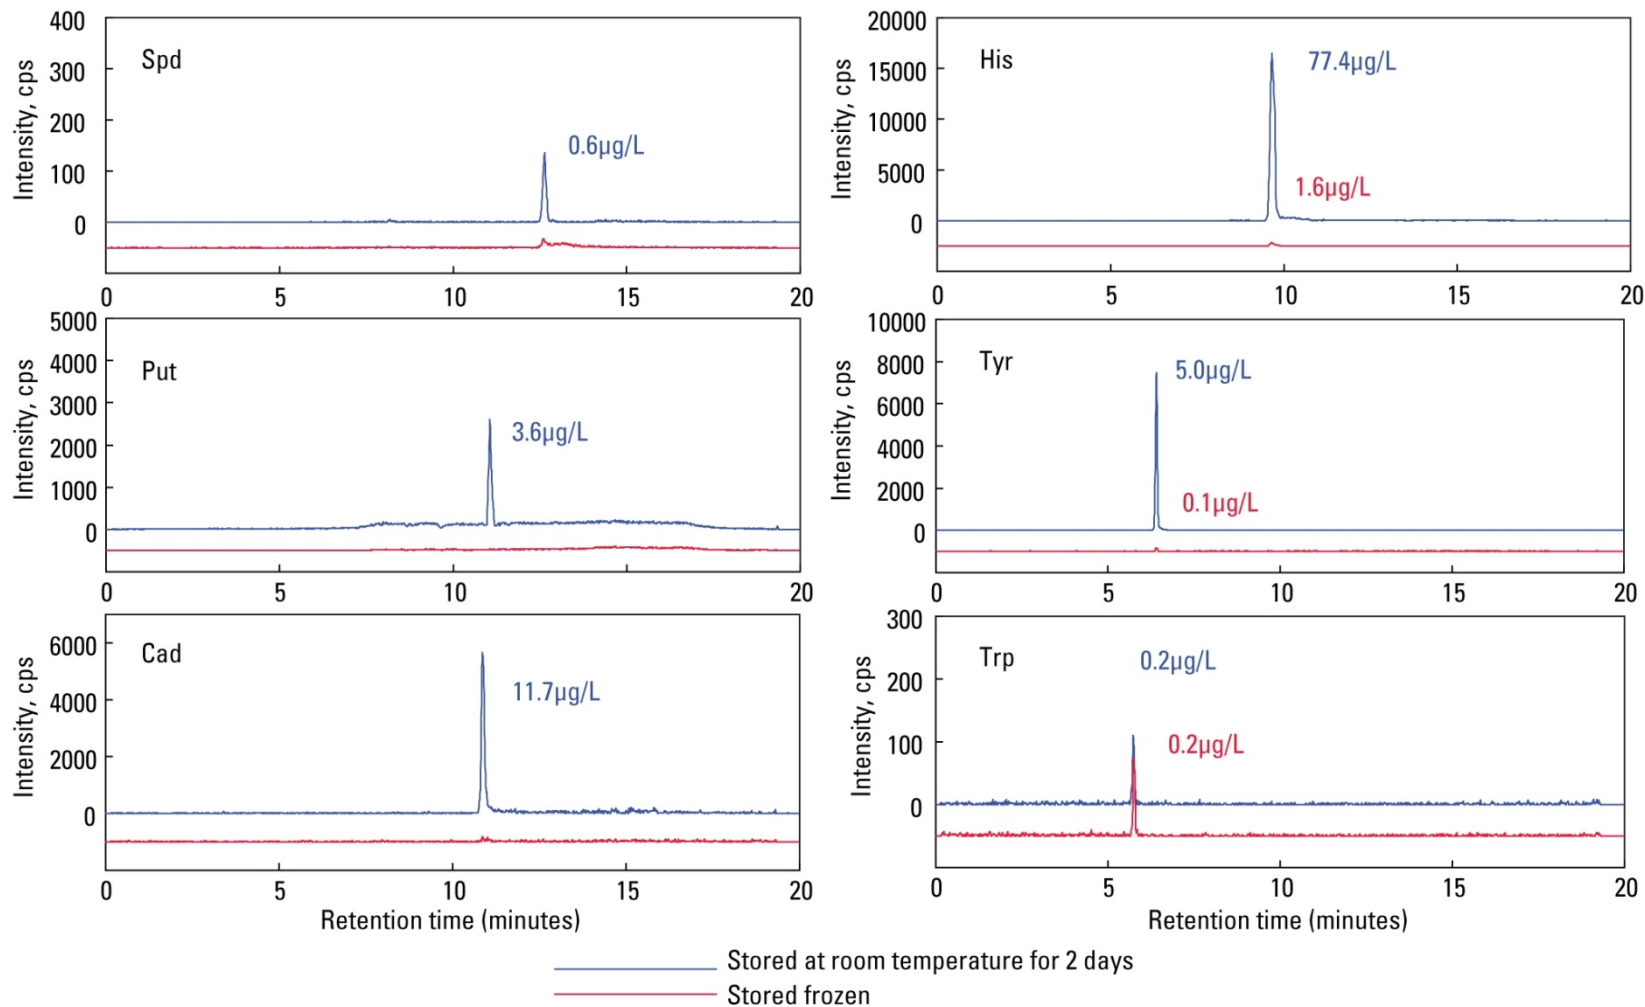 400
300
200
100
0
Intensity, cps
Spd
0.6µg/L
0 5 10 15 20
20000
15000
10000
5000
0
Intensity, cps
His
77.4µg/L
1.6µg/L
0 5 10 15 20
5000
4000
3000
2000
1000
0
Intensity, cps
Put
3.6µg/L
0 5 10 15 20
10000
8000
6000
4000
2000
0
Intensity, cps
Tyr
5.0µg/L
0.1µg/L
0 5 10 15 20
6000
4000
2000
0
Intensity, cps
Cad
11.7µg/L
0 5 10 15 20
Retention time (minutes)
300
200
100
0
Intensity, cps
Trp
0.2µg/L
0.2µg/L
0 5 10 15 20
Retention time (minutes)
Stored at room temperature for 2 days
Stored frozen